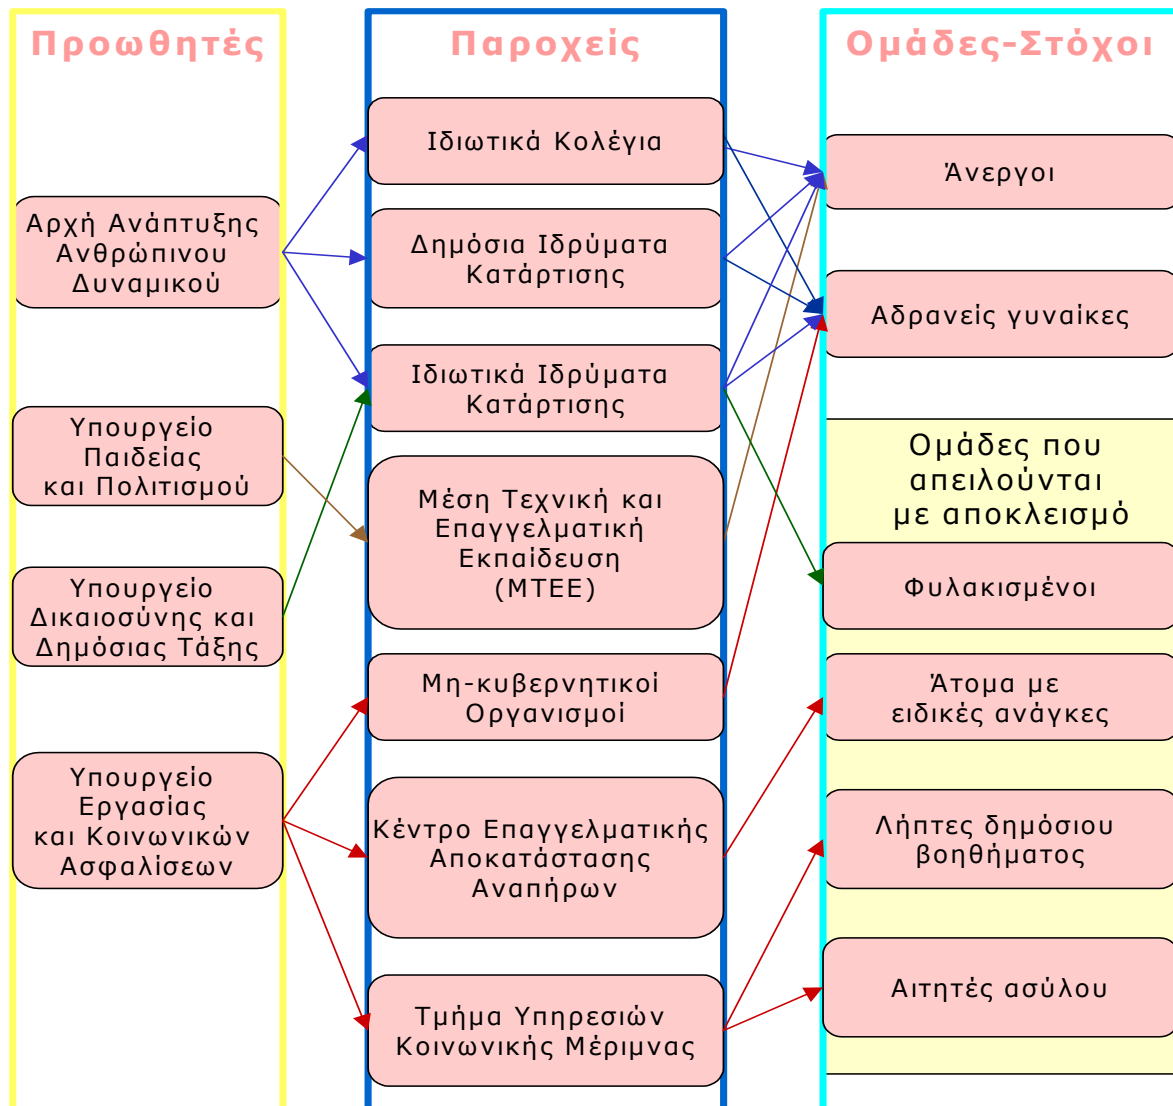 Προωθητές
Αρχή Ανάπτυξης
Ανθρώπινου
Δυναμικού
Υπουργείο
Παιδείας
και Πολιτισμού
Υπουργείο
Δικαιοσύνης και
Δημόσιας Τάξης
Υπουργείο
Εργασίας
και Κοινωνικών
Ασφαλίσεων
Παροχείς
Ιδιωτικά Κολέγια
Δημόσια Ιδρύματα
Κατάρτισης
Ιδιωτικά Ιδρύματα
Κατάρτισης
Μέση Τεχνική και
Επαγγελματική
Εκπαίδευση
(ΜΤΕΕ)
Μη-κυβερνητικοί
Οργανισμοί
Κέντρο Επαγγελματικής
Αποκατάστασης
Αναπήρων
Τμήμα Υπηρεσιών
Κοινωνικής Μέριμνας
Ομάδες-Στόχοι
Άνεργοι
Αδρανείς γυναίκες
Ομάδες που
απειλούνται
με αποκλεισμό
Φυλακισμένοι
Άτομα με
ειδικές ανάγκες
Λήπτες δημόσιου
βοηθήματος
Αιτητές ασύλου